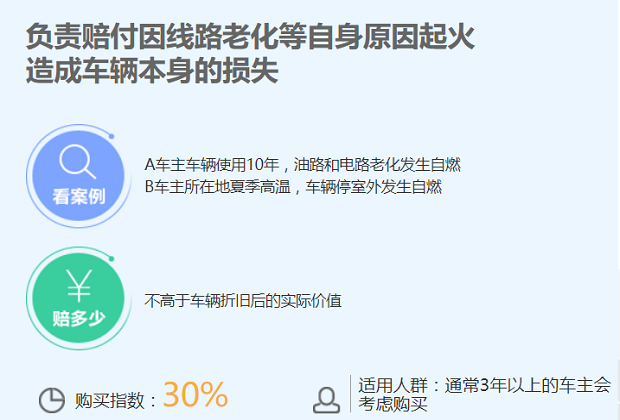 负责赔付因线路老化等自身原因起火
造成车辆本身的损失
看案例
A车主车辆使用10年，油路和电路老化发生自燃
B车主所在地夏季高温，车辆停室外发生自燃
¥
赔多少
不高于车辆折旧后的实际价值
购买指数：30%
适用人群：通常3年以上的车主会
考虑购买